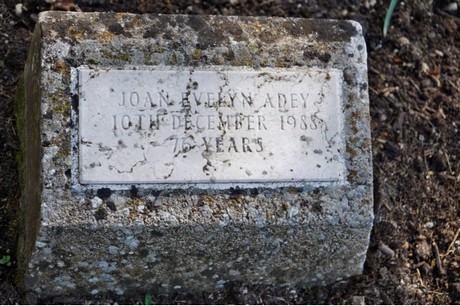 JOAN EVELYN ADEY
10TH DECEMBER 1988
76 YEARS